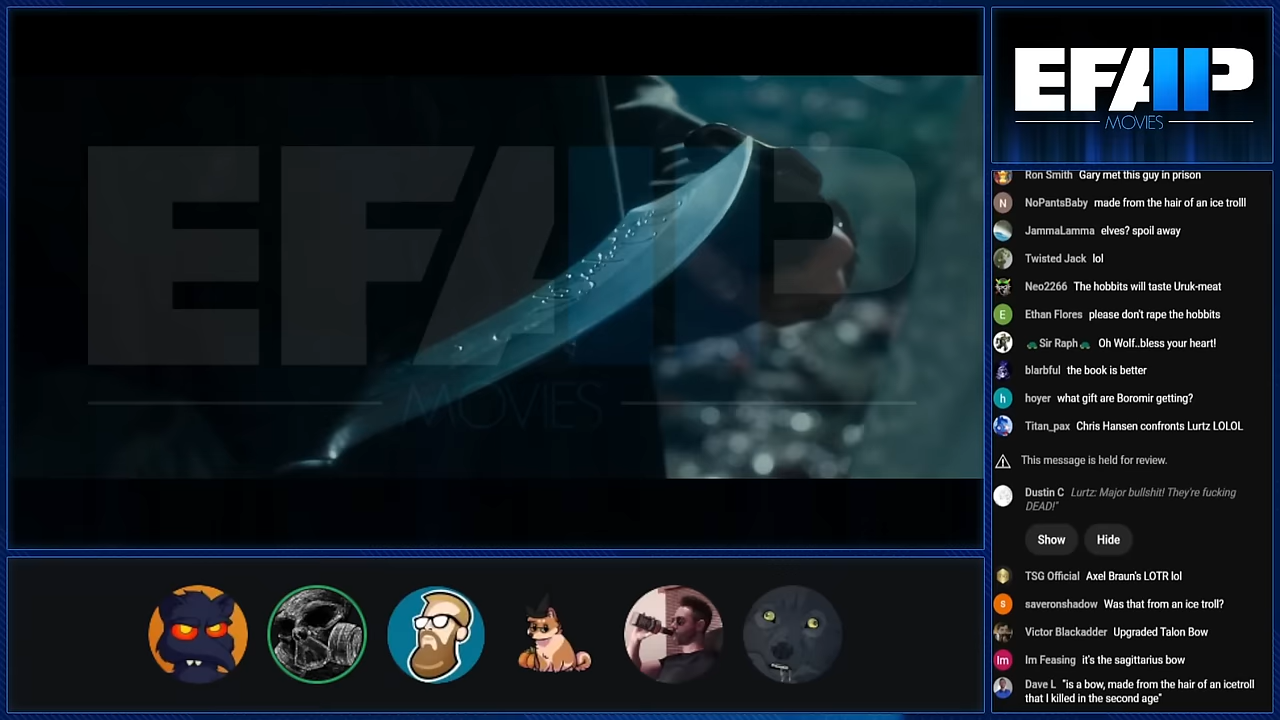 EFAP
MOVIES
EFAP
MOVIES
Ron Smith Gary met this guy in prison
NoPantsBaby made from the hair of an ice trolll
JammaLamma elves? spoil away
Twisted Jack lol
Neo2266 The hobbits will taste Uruk-meat
E Ethan Flores please don't rape the hobbits
Sir Raph Oh Wolf..bless your heart!
blarbful the book is better
h hoyer what gift are Boromir getting?
Titan_pax Chris Hansen confronts Lurtz LOLOL
This message is held for review.
Dustin C Lurtz: Major bullshit! They're fucking
DEAD!"
Show Hide
TSG Official Axel Braun's LOTR lol
s saveronshadow Was that from an ice troll?
Victor Blackadder Upgraded Talon Bow
Im Im Feasing it's the sagittarius bow
Dave L "is a bow, made from the hair of an icetroll
that I killed in the second age"